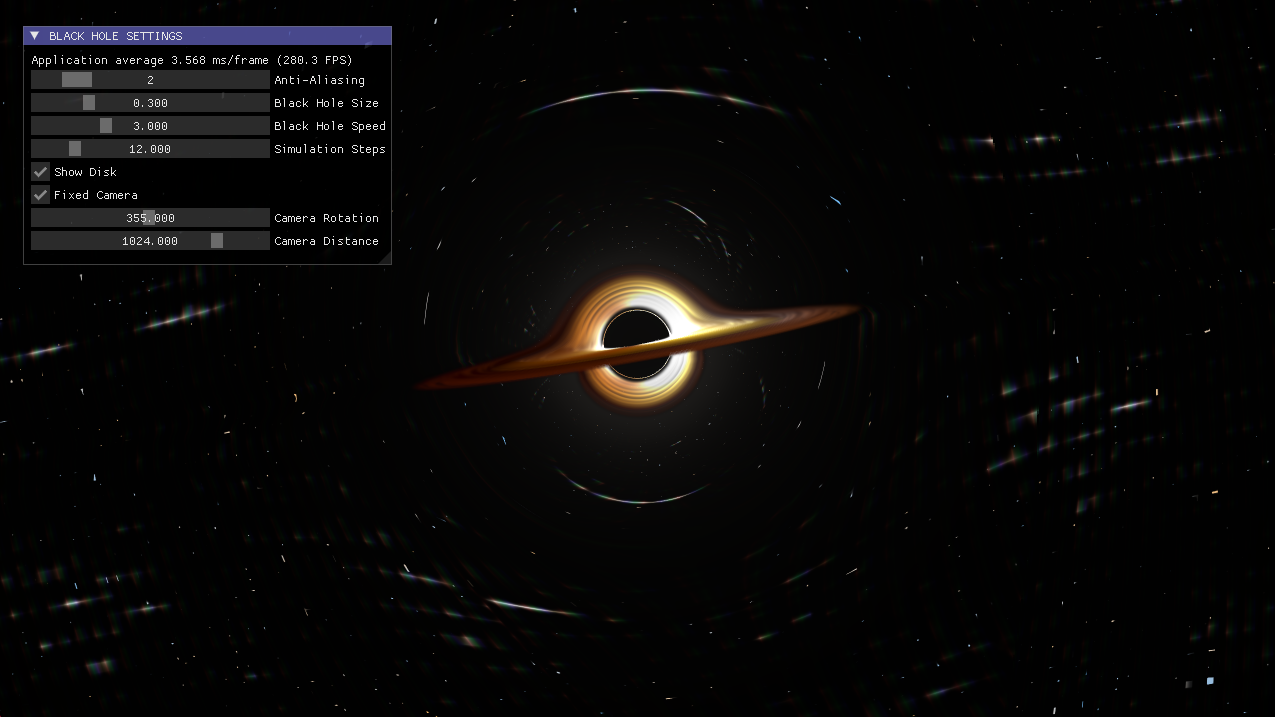 BLACK HOLE SETTINGS
Application average 3.568 ms/frame (280.3 FPS)
2 Anti-Aliasing
0.300 Black Hole Size
3.000 Black Hole Speed
12.000 Simulation Steps
Show Disk
Fixed Camera
355.000 Camera Rotation
1024.000 Camera Distance